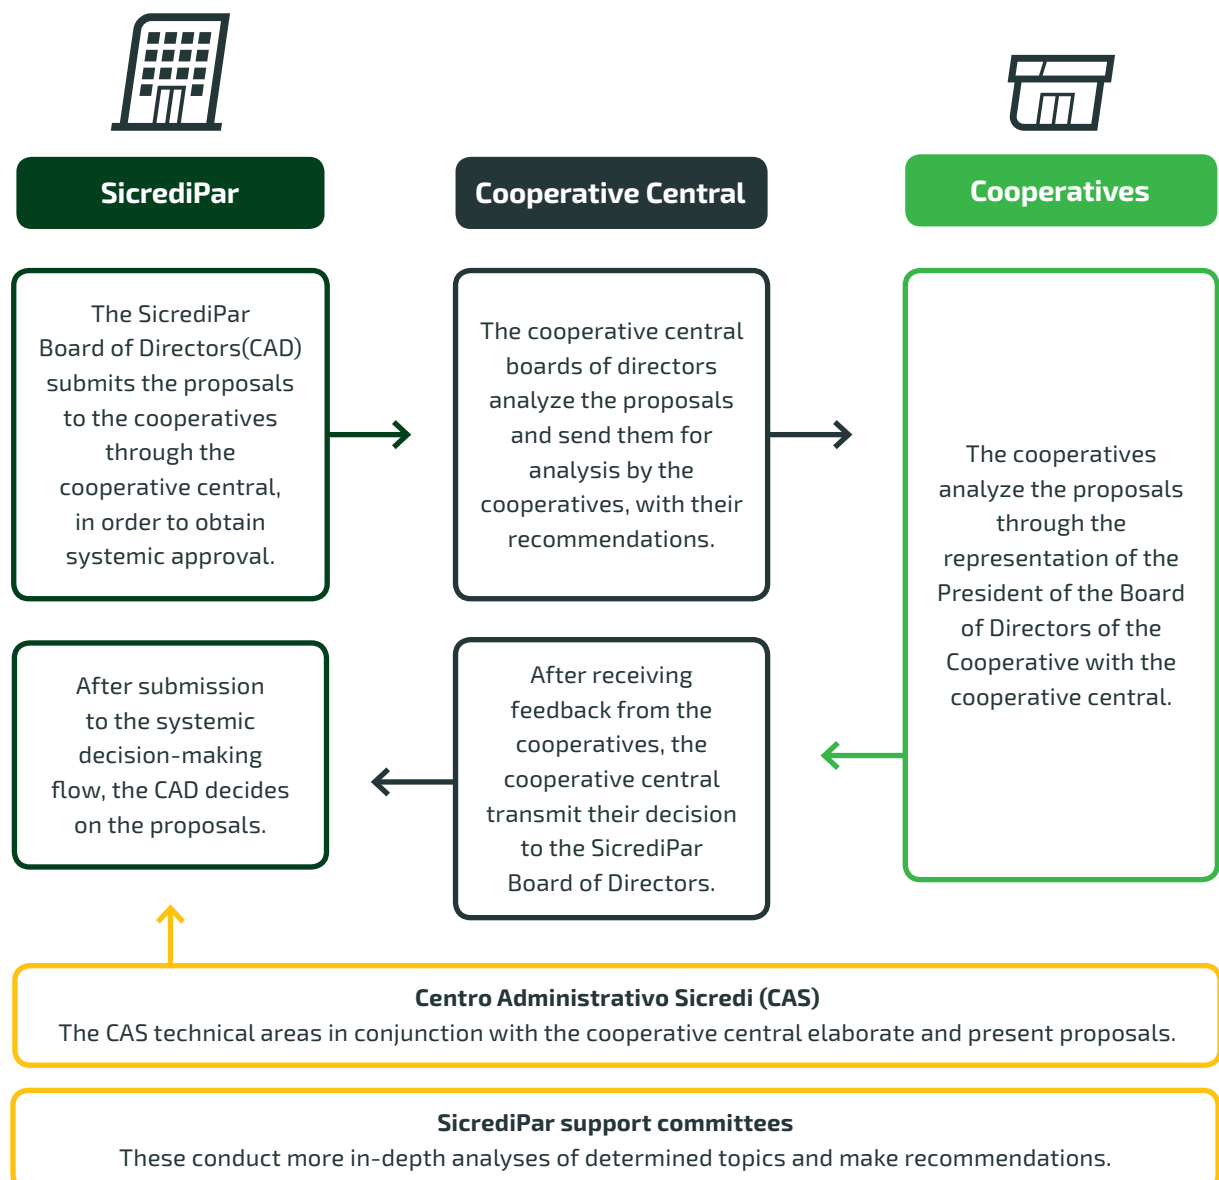 SicrediPar
Cooperative Central
Cooperatives
The SicrediPar
Board of Directors(CAD)
submits the proposals
to the cooperatives
through the
cooperative central,
in order to obtain
systemic approval.
The cooperative central
boards of directors
analyze the proposals
and send them for
analysis by the
cooperatives, with their
recommendations.
The cooperatives
analyze the proposals
through the
representation of the
President of the Board
of Directors of the
Cooperative with the
cooperative central.
After receiving
feedback from the
cooperatives, the
cooperative central
transmit their decision
to the SicrediPar
Board of Directors.
After submission
to the systemic
decision-making
flow, the CAD decides
on the proposals.
Centro Administrativo Sicredi (CAS)
The CAS technical areas in conjunction with the cooperative central elaborate and present proposals.
SicrediPar support committees
These conduct more in-depth analyses of determined topics and make recommendations.